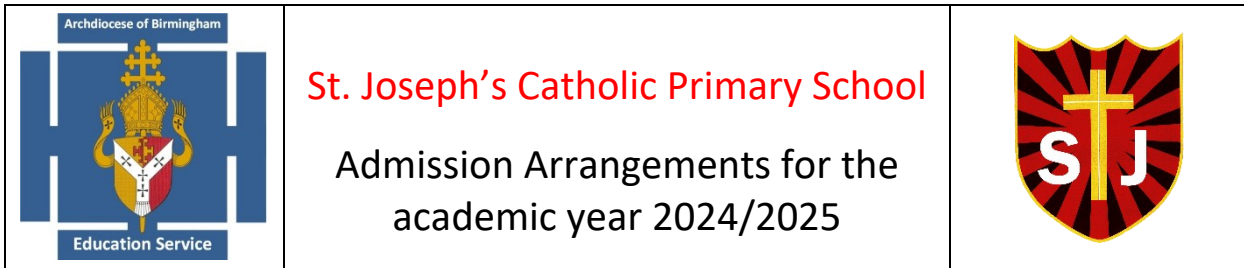 Archdiocese of Birmingham
Education Service
St. Joseph’s Catholic Primary School
Admission Arrangements for the
academic year 2024/2025
S J